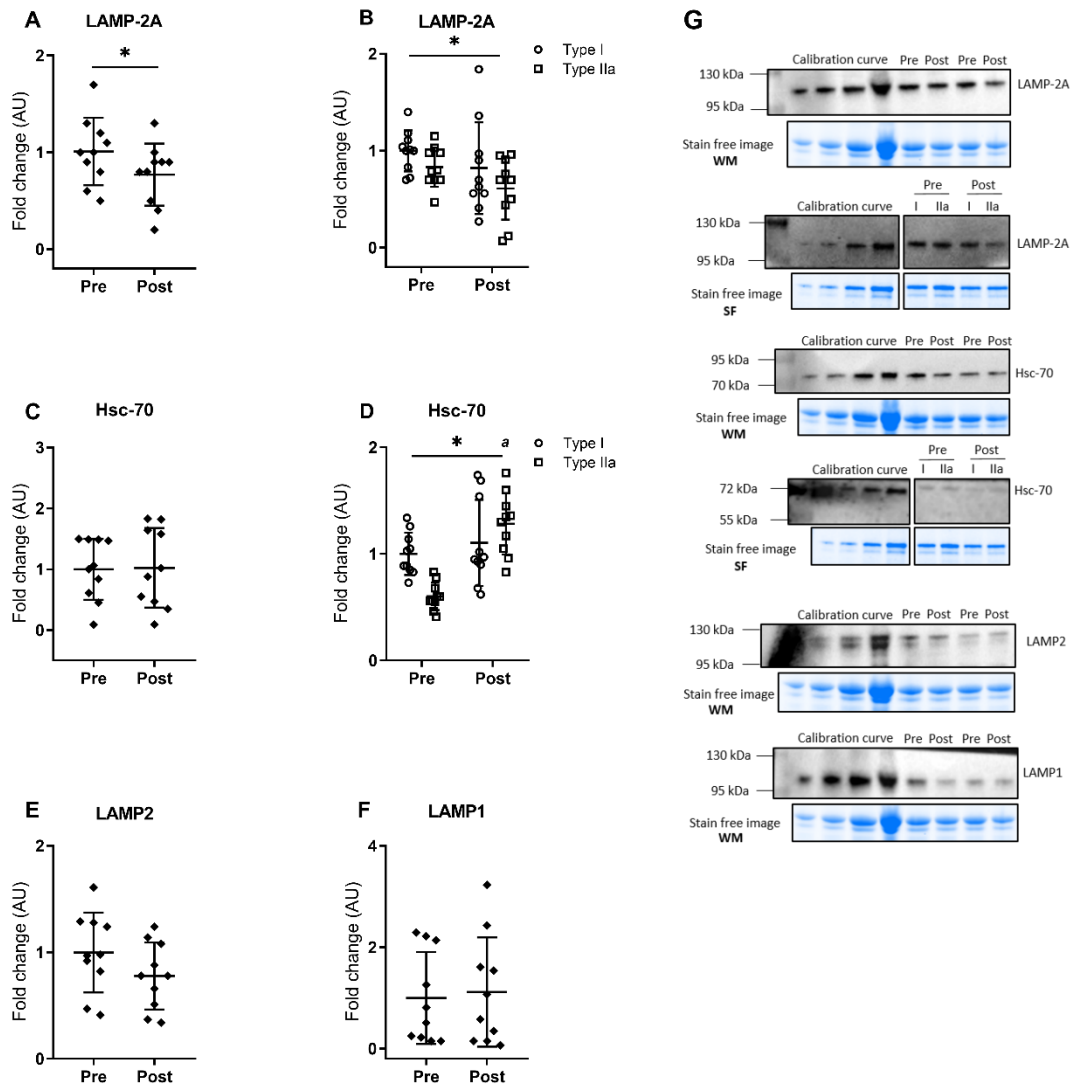 A
LAMP-2A
*
Fold change (AU)
2
1
0
Pre Post
B
LAMP-2A
*
Type I
Type IIa
Fold change (AU)
2
1
0
Pre Post
C
Hsc-70
Fold change (AU)
3
2
1
0
Pre Post
D
Hsc-70
* a
Type I
Type IIa
Fold change (AU)
2
1
0
Pre Post
E
LAMP2
Fold change (AU)
2
1
0
Pre Post
F
LAMP1
Fold change (AU)
4
2
0
Pre Post
G
Calibration curve Pre Post Pre Post
130 kDa
LAMP-2A
95 kDa
Stain free image
WM
Pre Post
Calibration curve I IIa I IIa
130 kDa
LAMP-2A
95 kDa
Stain free image
SF
Calibration curve Pre Post Pre Post
95 kDa
Hsc-70
70 kDa
Stain free image
WM
Pre Post
Calibration curve I IIa I IIa
72 kDa
Hsc-70
55 kDa
Stain free image
SF
Calibration curve Pre Post Pre Post
130 kDa
LAMP2
95 kDa
Stain free image
WM
Calibration curve Pre Post Pre Post
130 kDa
LAMP1
95 kDa
Stain free image
WM